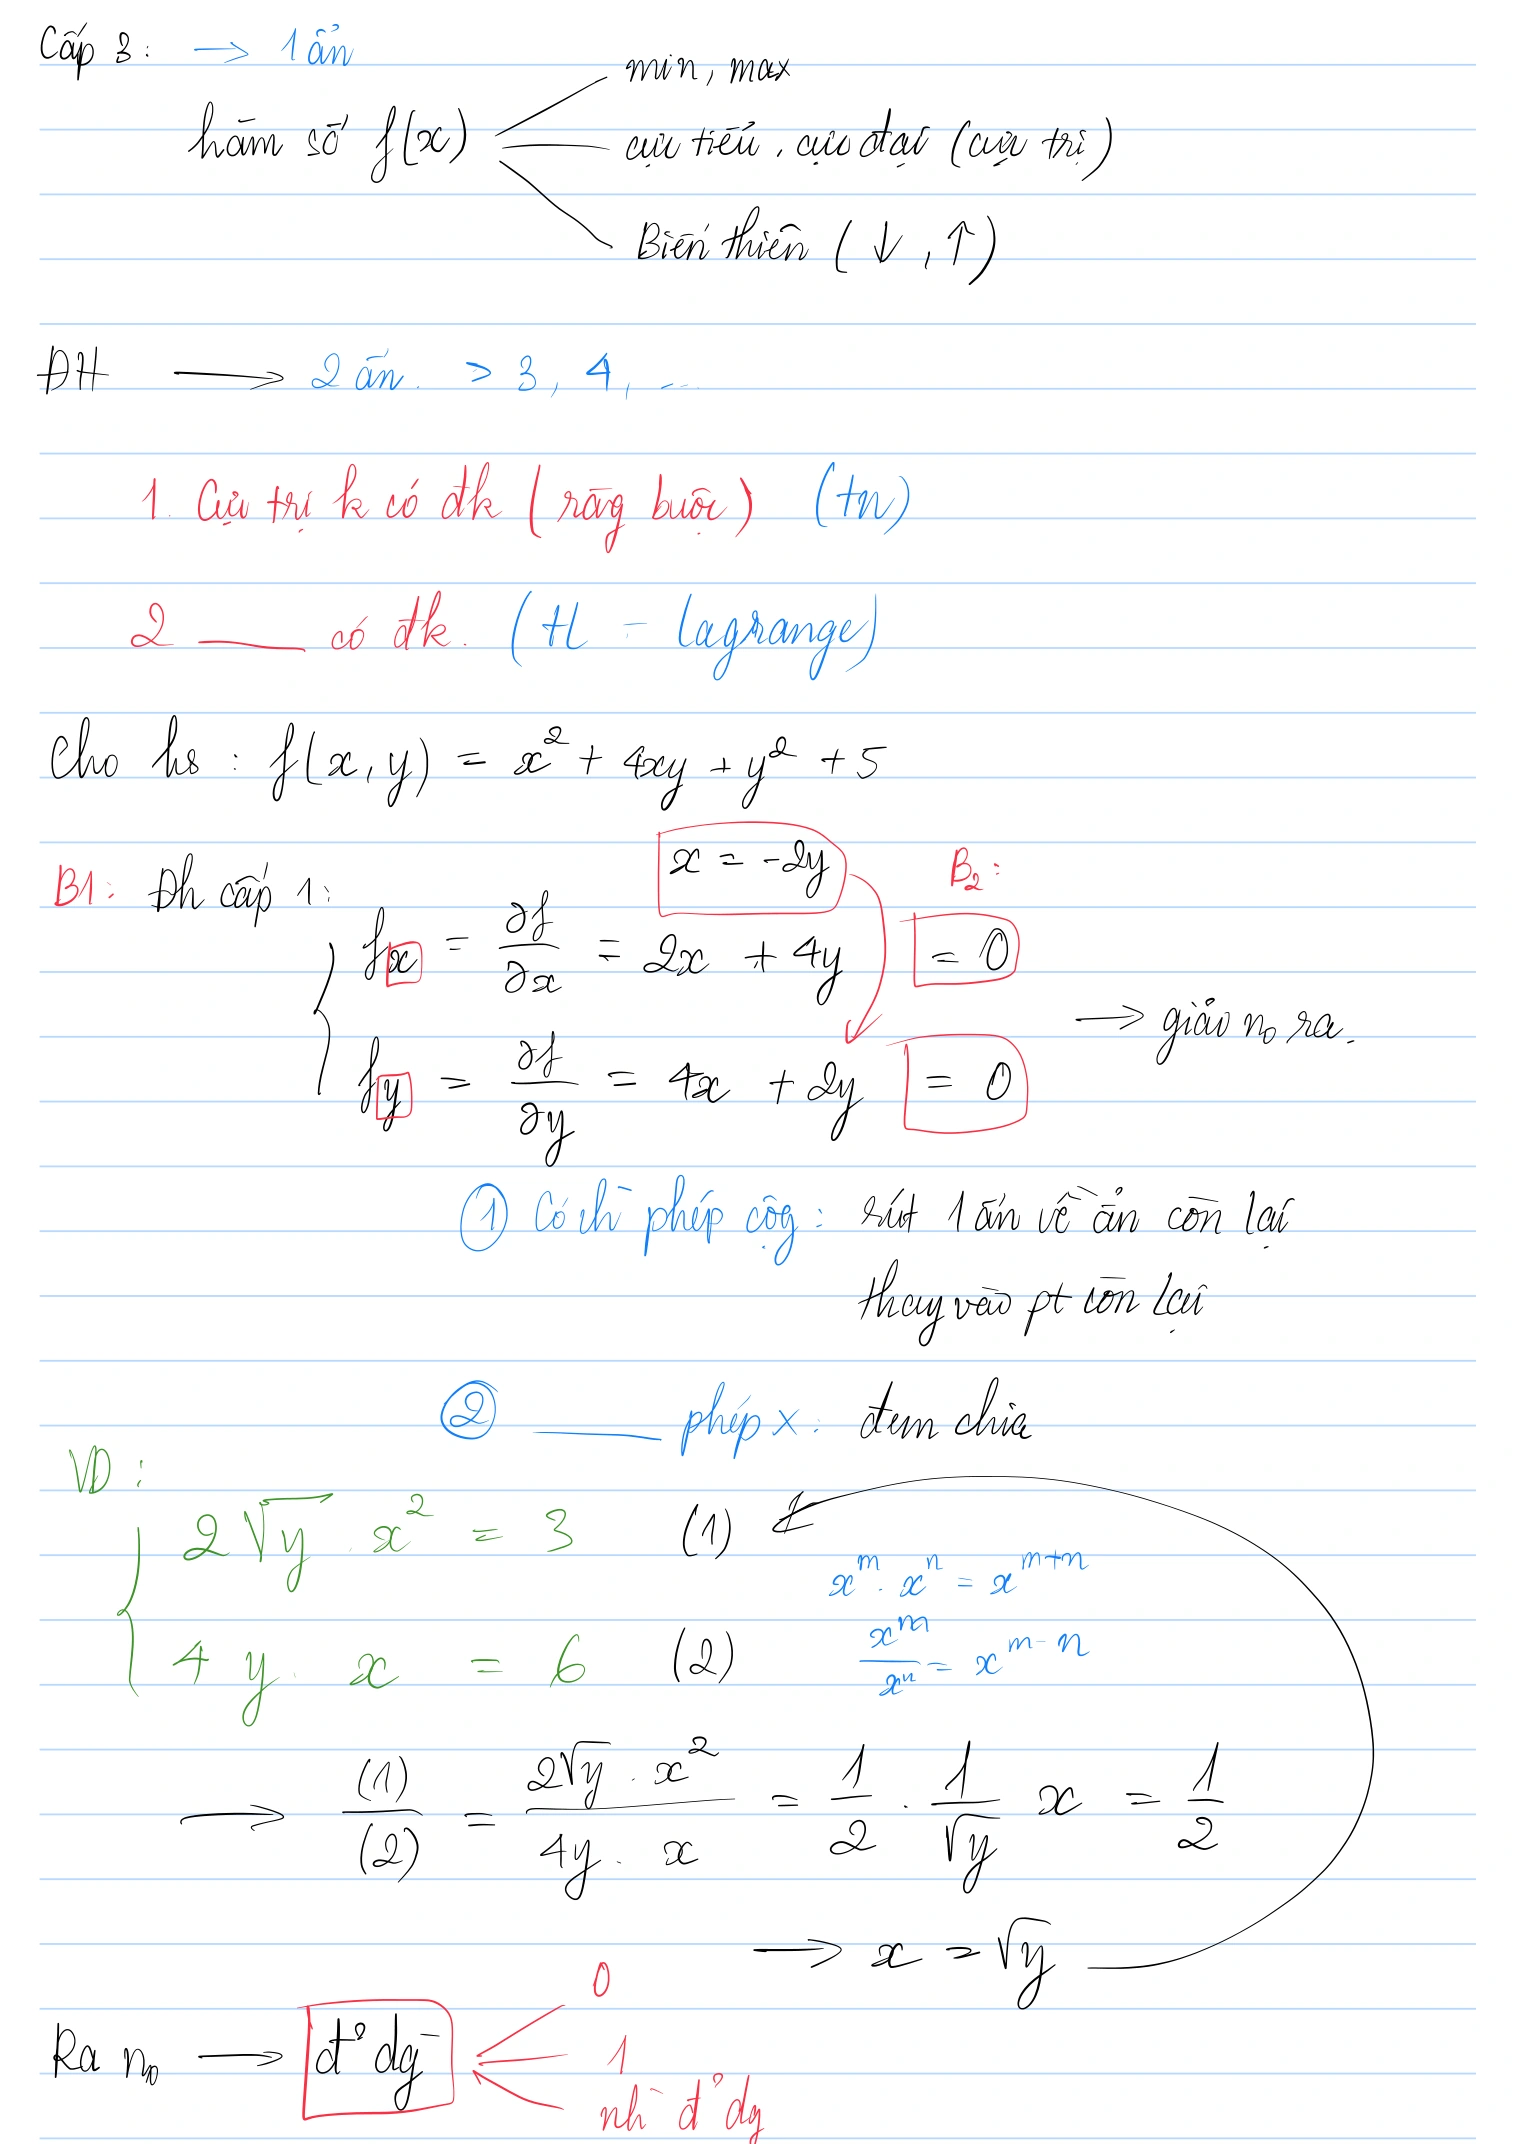 Cấp 3: → 1 ẩn
min, max
hàm số f(x)
cực tiểu, cực đại (cực trị)
Biến thiên (↓, ↑)
ĐH → 2 ẩn. > 3, 4, ...
1. Cực trị k có đk (ràng buộc) (tn)
2 ___ có đk. (tL - Lagrange)
Cho hs : f(x, y) = x² + 4xy + y² + 5
x = -2y B₂:
B1: Đh cấp 1:
fx = ∂f/∂x = 2x + 4y = 0
→ giải n₀ ra.
fy = ∂f/∂y = 4x + 2y = 0
① Có phép cộg : rút 1 ẩn về ẩn còn lại
thay vào pt còn lại
② ___ phép x : đem chia
VD :
2√y . x² = 3 (1)
xᵐ . xⁿ = xᵐ⁺ⁿ
4 y . x = 6 (2)
xᵐ/xⁿ = xᵐ⁻ⁿ
→ (1)/(2) = 2√y . x² / 4y . x = 1/2 . 1/√y x = 1/2
→ x = √y
0
Ra n₀ → đ' dg
1
nh đ' dg